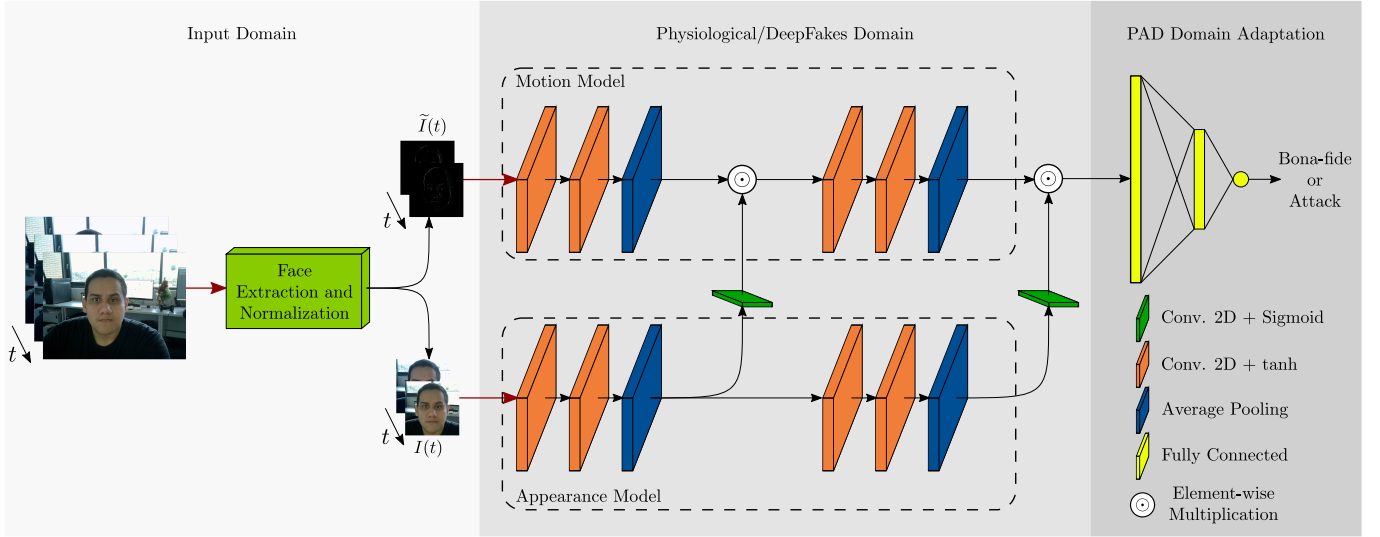 Input Domain
Physiological/DeepFakes Domain
PAD Domain Adaptation
Motion Model
Ĩ(t)
t
t
Face
Extraction and
Normalization
t
I(t)
Appearance Model
Bona-fide
or
Attack
Conv. 2D + Sigmoid
Conv. 2D + tanh
Average Pooling
Fully Connected
Element-wise
Multiplication